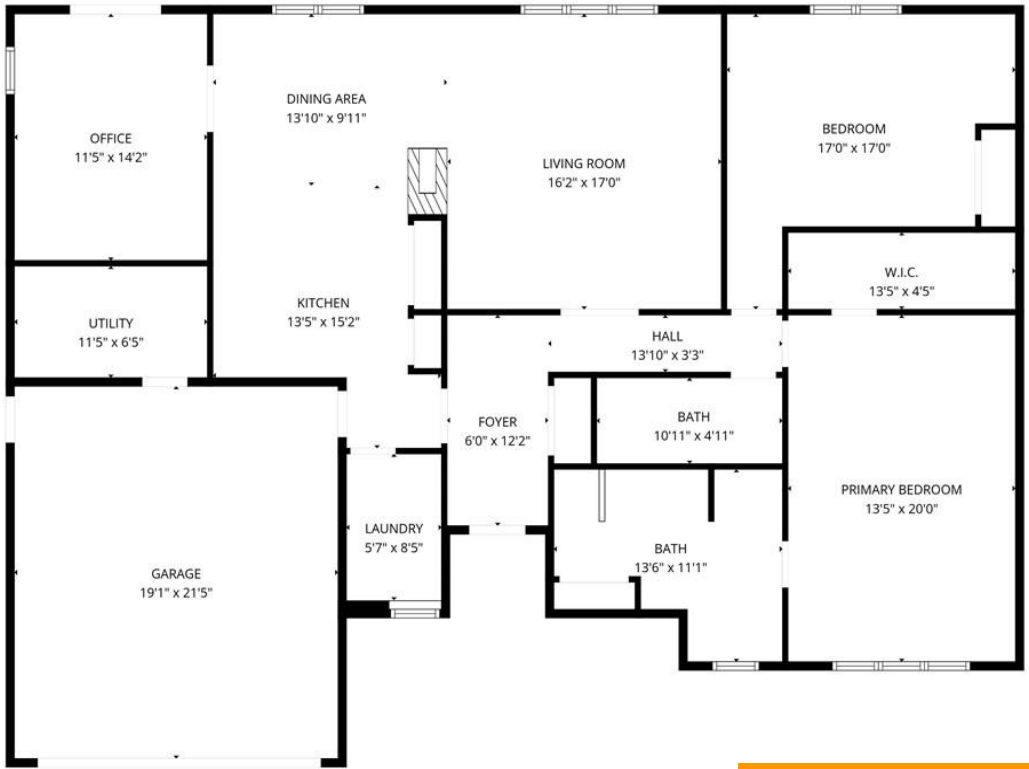 OFFICE
11'5" x 14'2"
DINING AREA
13'10" x 9'11"
LIVING ROOM
16'2" x 17'0"
BEDROOM
17'0" x 17'0"
W.I.C.
13'5" x 4'5"
UTILITY
11'5" x 6'5"
KITCHEN
13'5" x 15'2"
HALL
13'10" x 3'3"
FOYER
6'0" x 12'2"
BATH
10'11" x 4'11"
PRIMARY BEDROOM
13'5" x 20'0"
LAUNDRY
5'7" x 8'5"
BATH
13'6" x 11'1"
GARAGE
19'1" x 21'5"